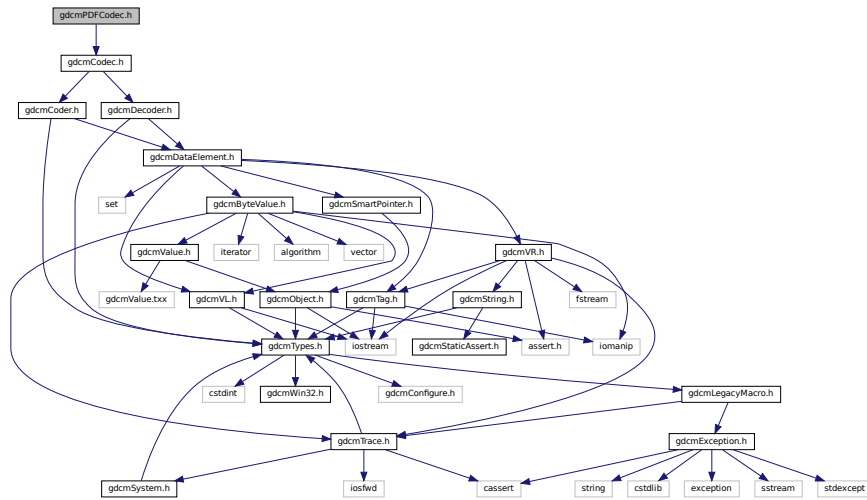 gdcmPDFCodec.h
gdcmCodec.h
gdcmCoder.h
gdcmDecoder.h
gdcmDataElement.h
set
gdcmByteValue.h
gdcmSmartPointer.h
gdcmValue.h
iterator
algorithm
vector
gdcmVR.h
gdcmValue.txx
gdcmVL.h
gdcmObject.h
gdcmTag.h
gdcmString.h
fstream
gdcmTypes.h
iostream
gdcmStaticAssert.h
assert.h
iomanip
cstdint
gdcmWin32.h
gdcmConfigure.h
gdcmLegacyMacro.h
gdcmTrace.h
gdcmException.h
gdcmSystem.h
iosfwd
cassert
string
cstdlib
exception
sstream
stdexcept